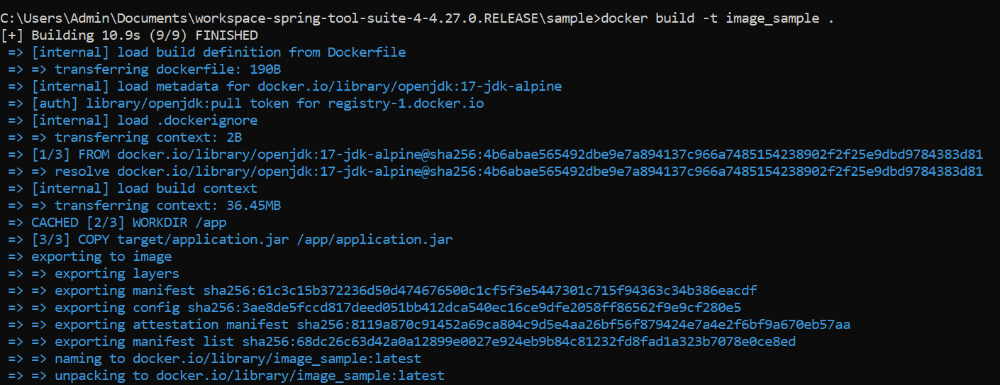 C:\Users\Admin\Documents\workspace-spring-tool-suite-4-4.27.0.RELEASE\sample>docker build -t image_sample .
[+] Building 10.9s (9/9) FINISHED
=> [internal] load build definition from Dockerfile
=> => transferring dockerfile: 190B
=> [internal] load metadata for docker.io/library/openjdk:17-jdk-alpine
=> [auth] library/openjdk:pull token for registry-1.docker.io
=> [internal] load .dockerignore
=> => transferring context: 2B
=> [1/3] FROM docker.io/library/openjdk:17-jdk-alpine@sha256:4b6abae565492dbe9e7a894137c966a7485154238902f2f25e9dbd9784383d81
=> => resolve docker.io/library/openjdk:17-jdk-alpine@sha256:4b6abae565492dbe9e7a894137c966a7485154238902f2f25e9dbd9784383d81
=> [internal] load build context
=> => transferring context: 36.45MB
=> CACHED [2/3] WORKDIR /app
=> [3/3] COPY target/application.jar /app/application.jar
=> exporting to image
=> => exporting layers
=> => exporting manifest sha256:61c3c15b372236d50d474676500c1cf5f3e5447301c715f94363c34b386eacdf
=> => exporting config sha256:3ae8de5fccd817deed051bb412dca540ec16ce9dfe2058ff86562f9e9cf280e5
=> => exporting attestation manifest sha256:8119a870c91452a69ca804c9d5e4aa26bf56f879424e7a4e2f6bf9a670eb57aa
=> => exporting manifest list sha256:68dc26c63d42a0a12899e0027e924eb9b84c81232fd8fad1a323b7078e0ce8ed
=> => naming to docker.io/library/image_sample:latest
=> => unpacking to docker.io/library/image_sample:latest